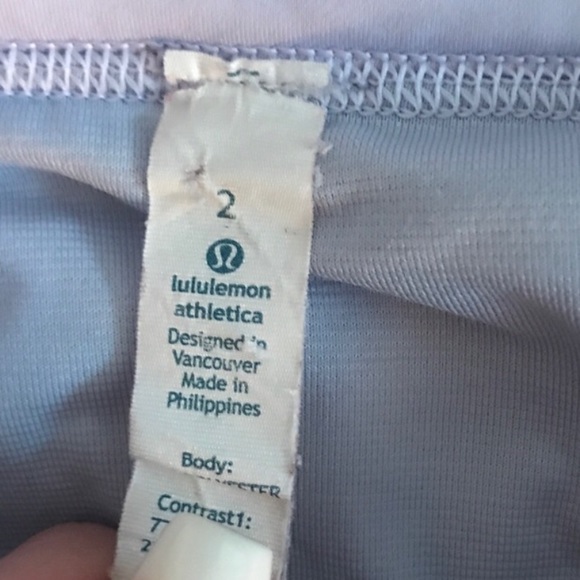 2
lululemon
athletica
Designed in
Vancouver
Made in
Philippines
Body:
Contrast1: